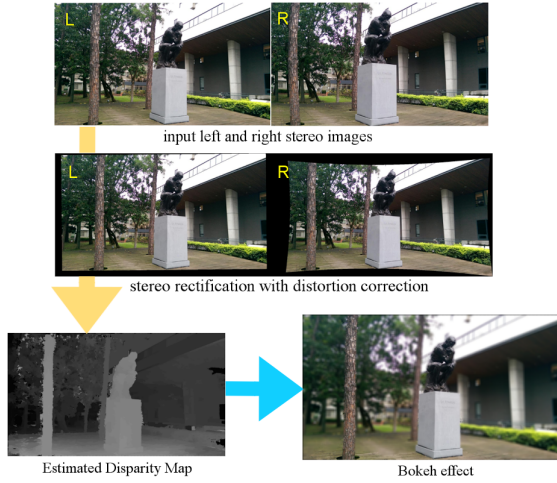 L
R
input left and right stereo images
L
R
stereo rectification with distortion correction
Estimated Disparity Map
Bokeh effect